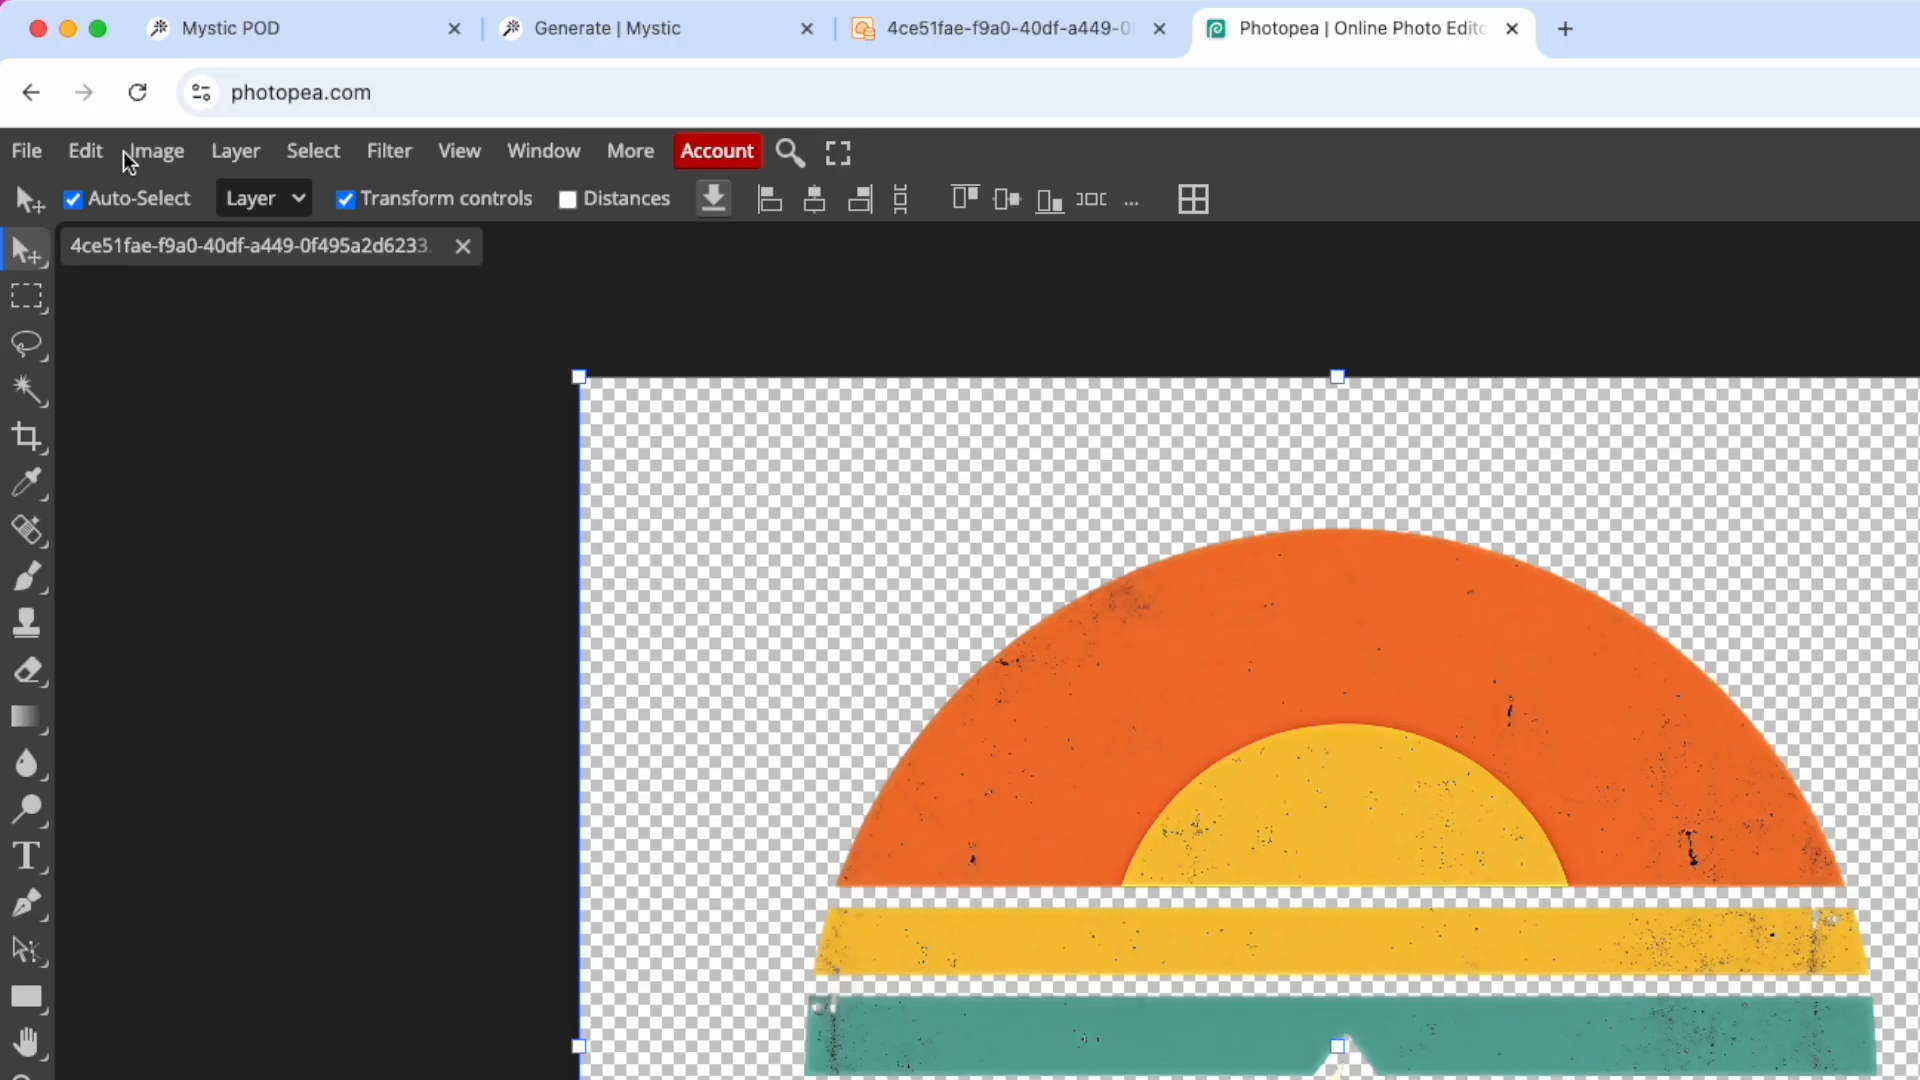 Mystic POD
Generate | Mystic
4ce51fae-f9a0-40df-a449-0
Photopea | Online Photo Edito
photopea.com
File Edit Image Layer Select Filter View Window More Account
Auto-Select Layer Transform controls Distances ...
4ce51fae-f9a0-40df-a449-0f495a2d6233.